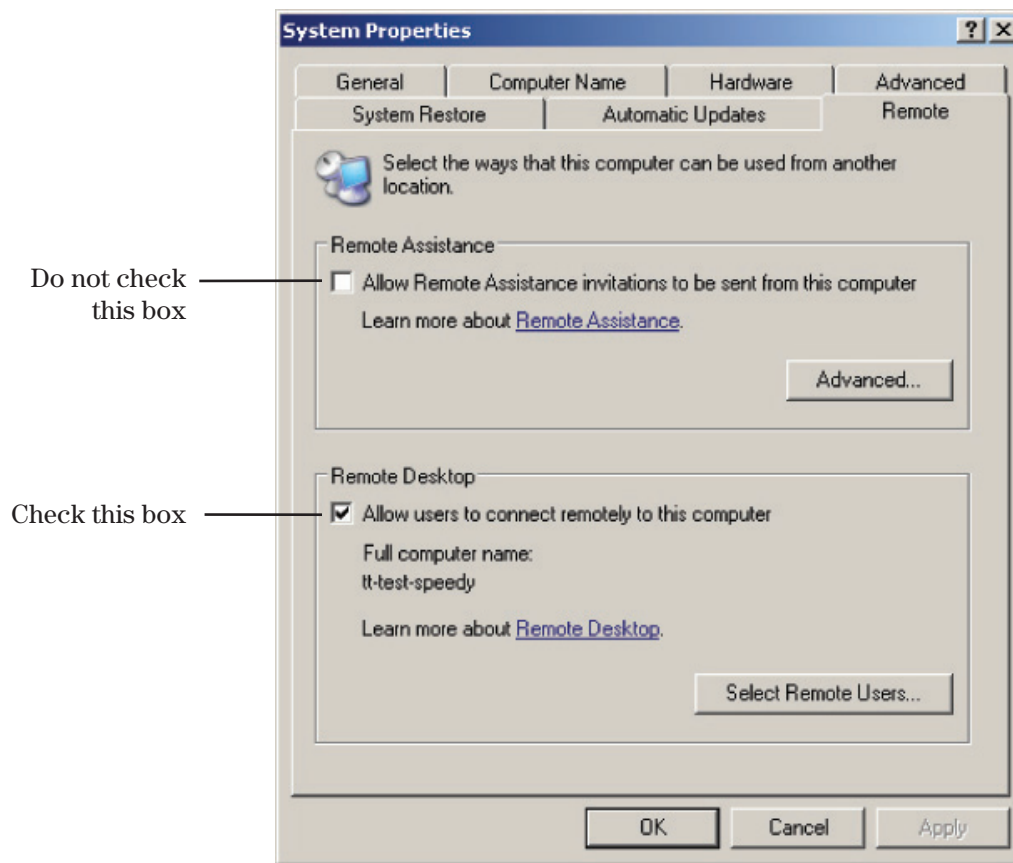 System Properties
General
Computer Name
Hardware
Advanced
System Restore
Automatic Updates
Remote
Select the ways that this computer can be used from another
location.
Remote Assistance
Do not check
this box
Allow Remote Assistance invitations to be sent from this computer
Learn more about Remote Assistance.
Advanced...
Remote Desktop
Check this box
Allow users to connect remotely to this computer
Full computer name:
tt-test-speedy
Learn more about Remote Desktop.
Select Remote Users...
OK
Cancel
Apply